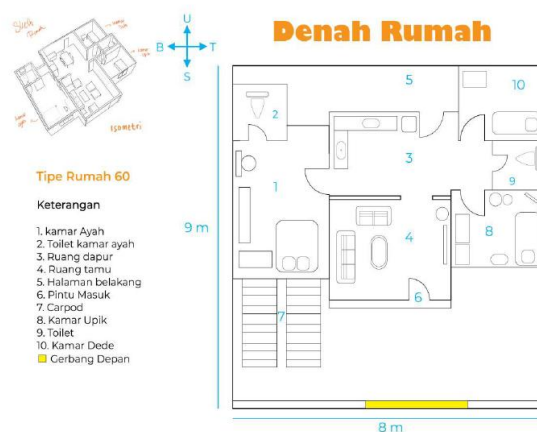 Denah Rumah
U
B T
S
Isometri
Tipe Rumah 60
Keterangan
1. kamar Ayah
2. Toilet kamar ayah
3. Ruang dapur
4. Ruang tamu
5. Halaman belakang
6. Pintu Masuk
7. Carpod
8. Kamar Upik
9. Toilet
10. Kamar Dede
Gerbang Depan
9 m
5
10
2
3
1
9
4
8
6
7
8 m